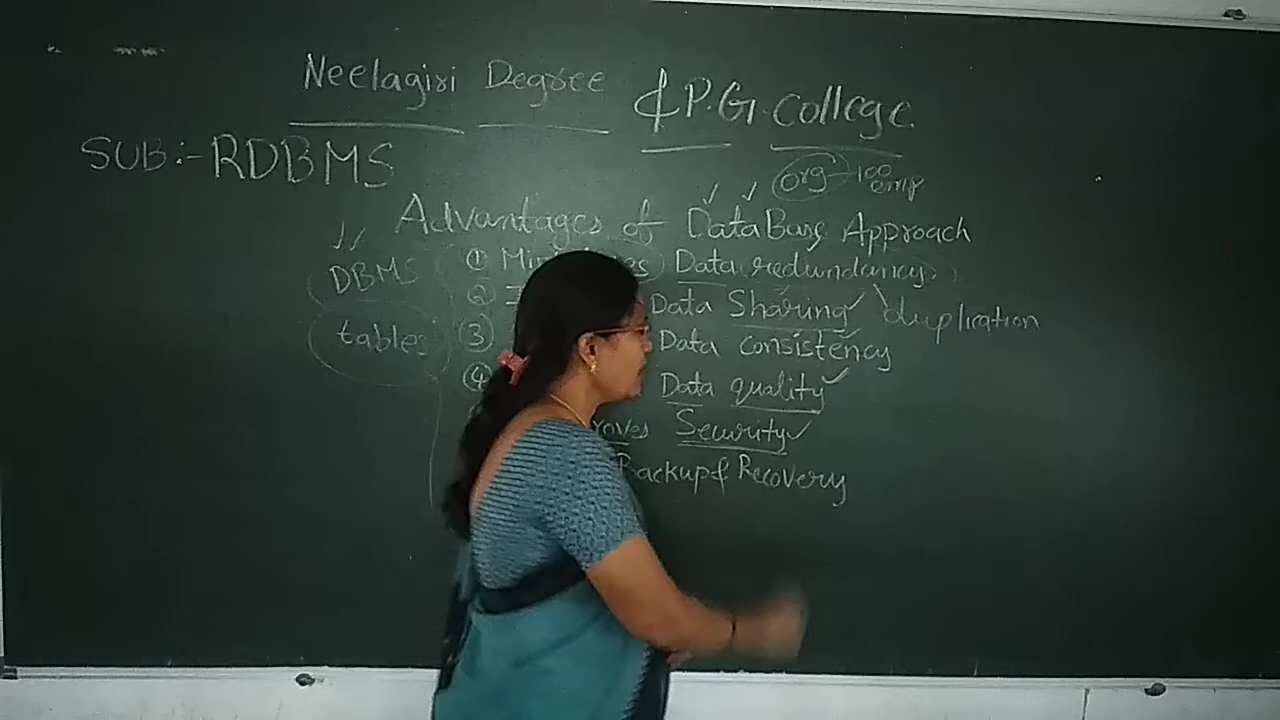 Neelagiri Degree & P.G. college
SUB:- RDBMS
org - 100 emp
Advantages of DataBase Approach
DBMS
tables
① Data redundancy.
duplication
② Data Sharing
③ Data consistency
④ Data quality
roves Security
Backup & Recovery